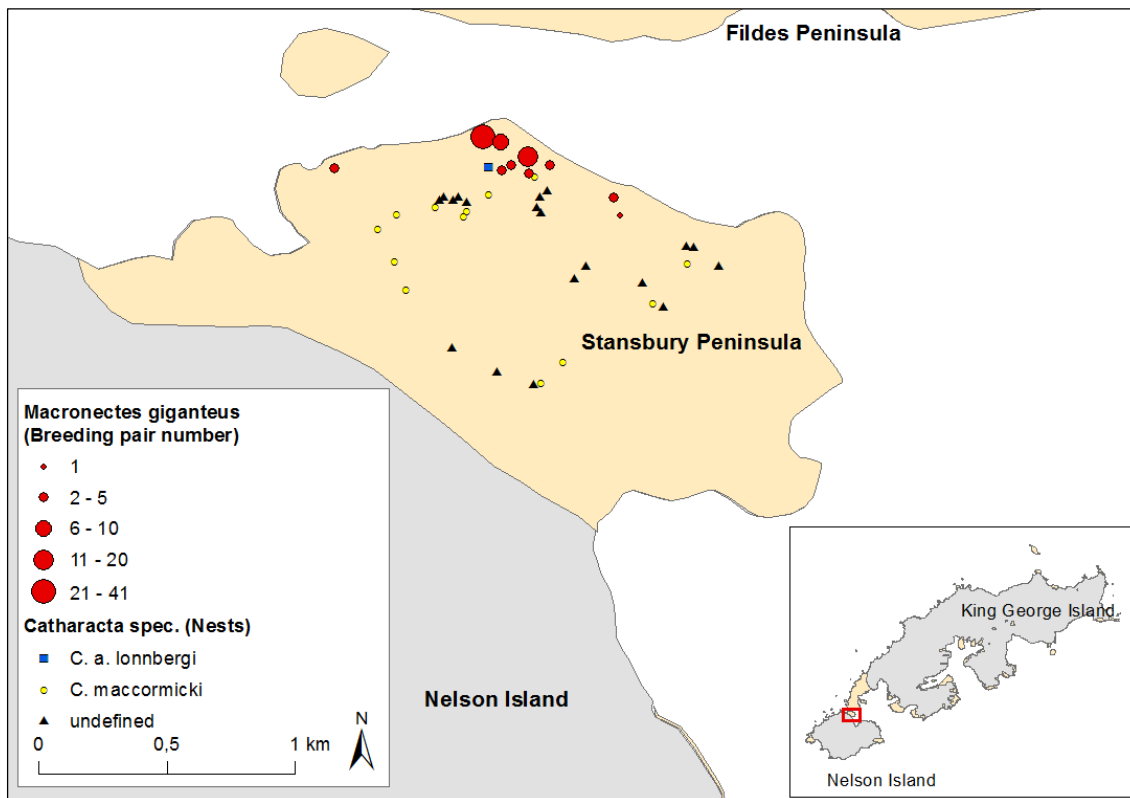 Fildes Peninsula
Stansbury Peninsula
Macronectes giganteus
(Breeding pair number)
1
2 - 5
6 - 10
11 - 20
21 - 41
Catharacta spec. (Nests)
C. a. lonnbergi
C. maccormicki
undefined
N
0 0,5 1 km
Nelson Island
King George Island
Nelson Island